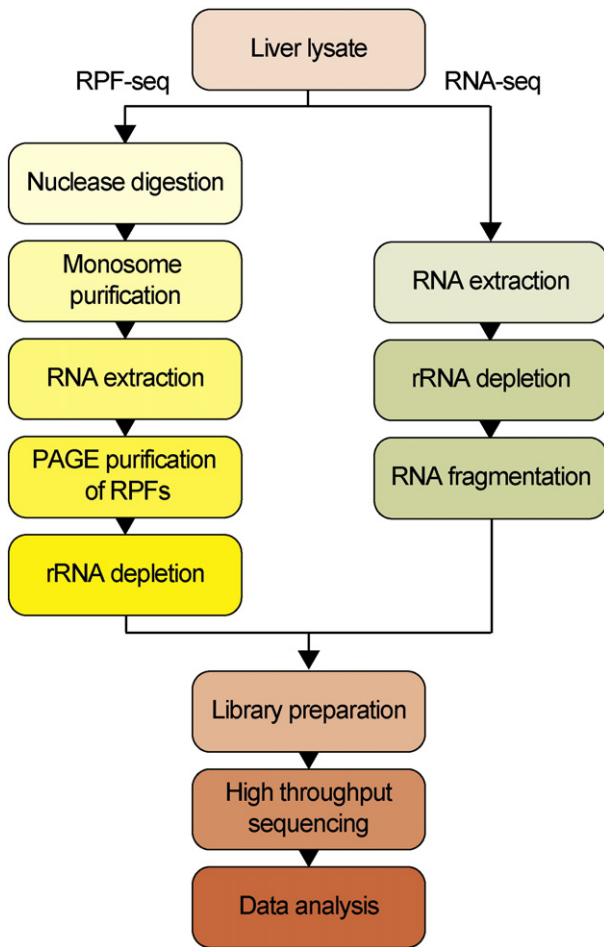 Liver lysate
RPF-seq
RNA-seq
Nuclease digestion
Monosome
purification
RNA extraction
PAGE purification
of RPFs
rRNA depletion
RNA extraction
rRNA depletion
RNA fragmentation
Library preparation
High throughput
sequencing
Data analysis